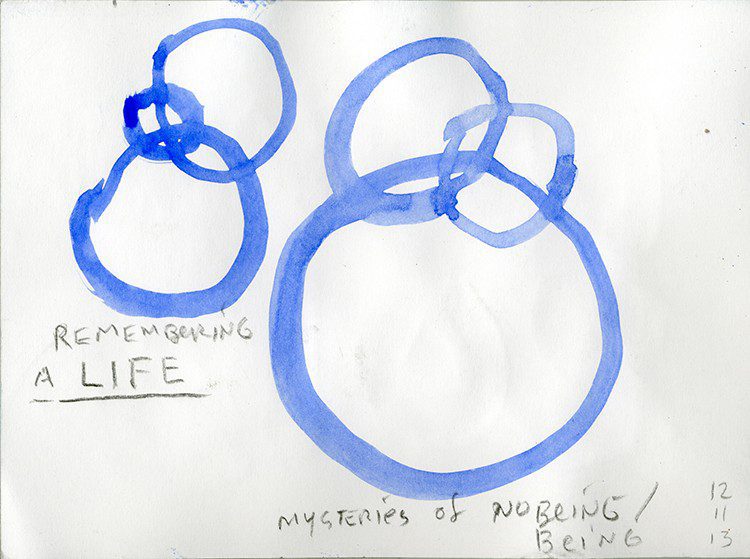 REMEMBERING
A LIFE
MYSTERIES of NOBEING /
BEING
12
11
13